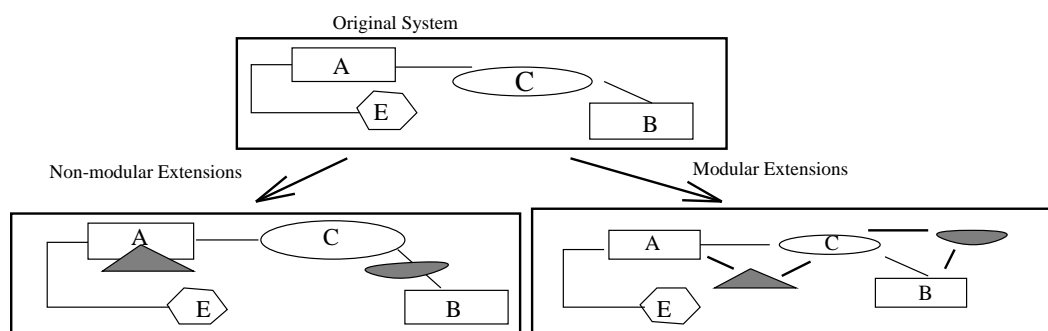 Original System
A
C
E
B
Non-modular Extensions
Modular Extensions
A
C
E
B
A
C
B
E